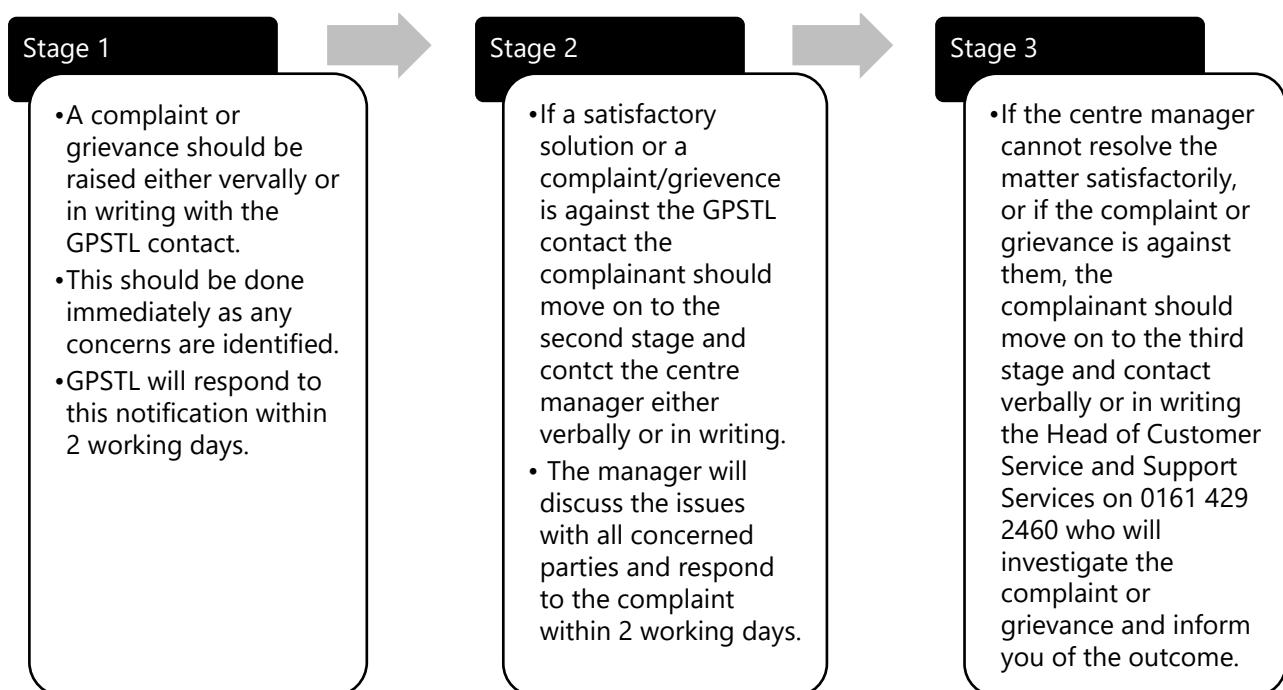 Stage 1
•A complaint or
grievance should be
raised either vervally or
in writing with the
GPSTL contact.
•This should be done
immediately as any
concerns are identified.
•GPSTL will respond to
this notification within
2 working days.
Stage 2
•If a satisfactory
solution or a
complaint/grievence
is against the GPSTL
contact the
complainant should
move on to the
second stage and
contct the centre
manager either
verbally or in writing.
• The manager will
discuss the issues
with all concerned
parties and respond
to the complaint
within 2 working days.
Stage 3
•If the centre manager
cannot resolve the
matter satisfactorily,
or if the complaint or
grievance is against
them, the
complainant should
move on to the third
stage and contact
verbally or in writing
the Head of Customer
Service and Support
Services on 0161 429
2460 who will
investigate the
complaint or
grievance and inform
you of the outcome.